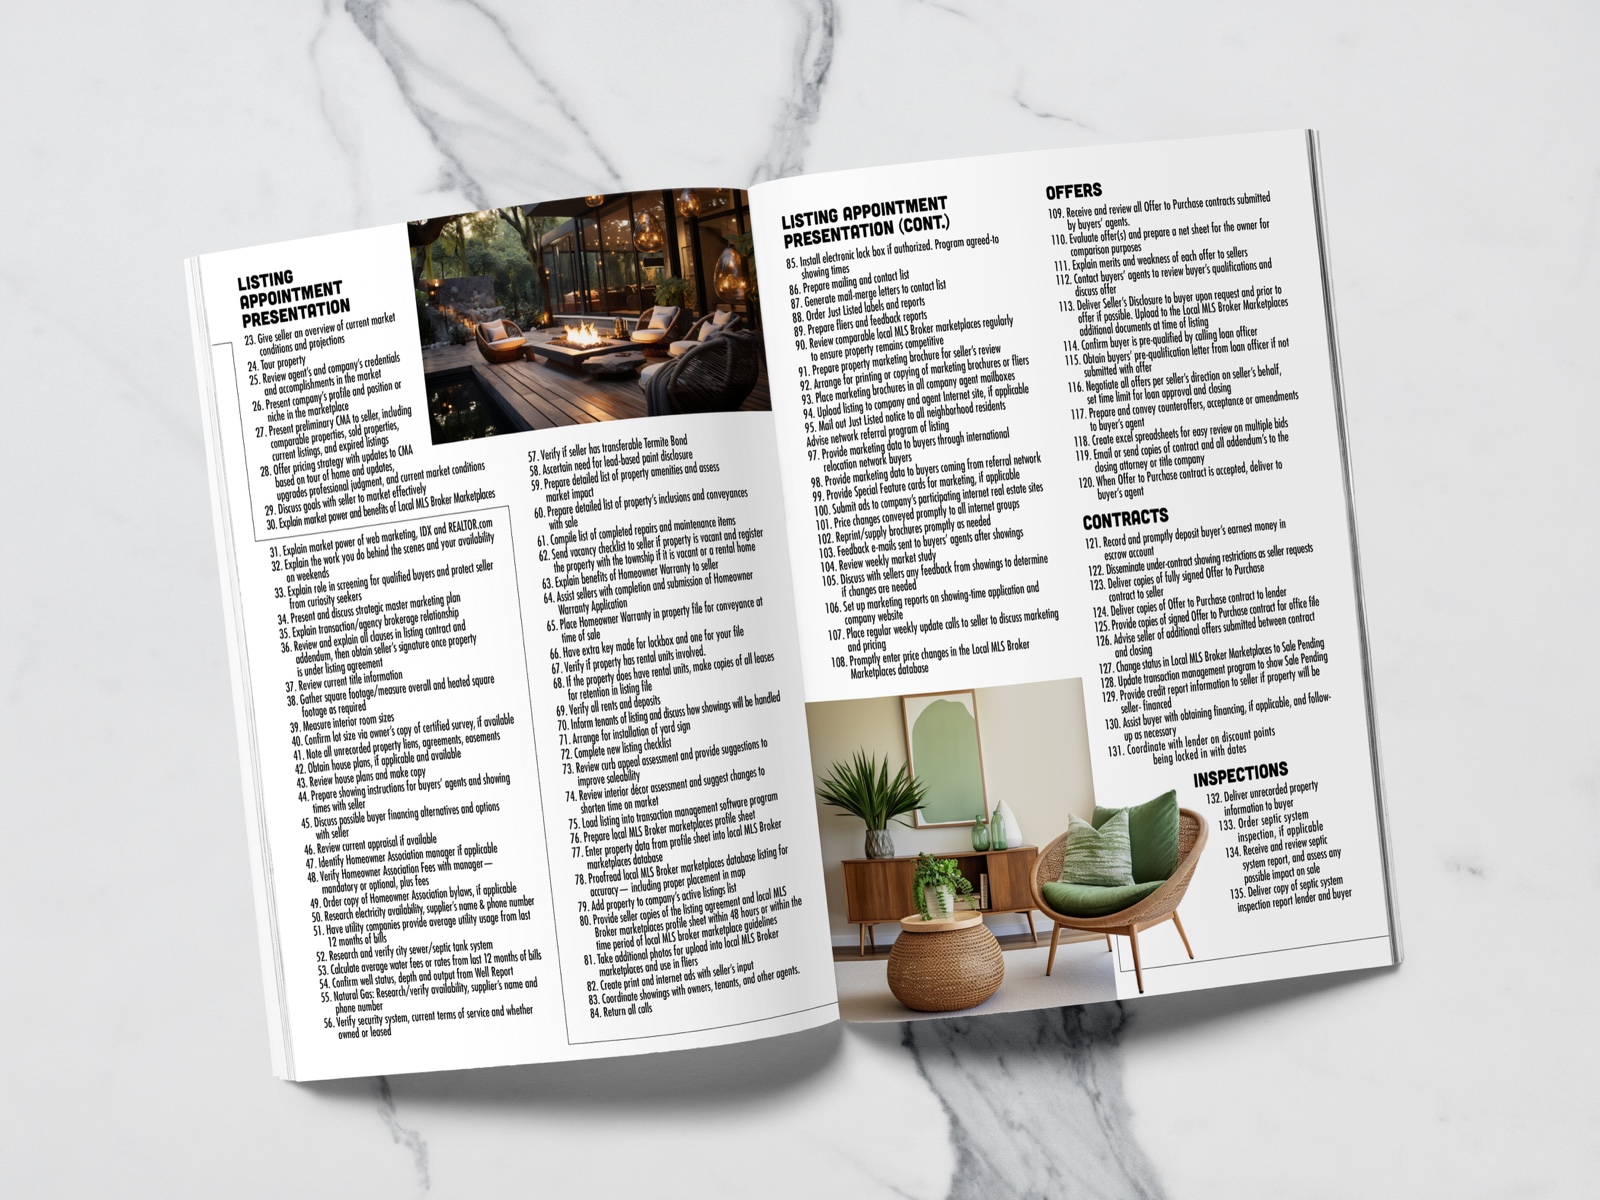 LISTING
APPOINTMENT
PRESENTATION
23. Give seller an overview of current market
conditions and projections
24. Tour property
25. Review agent's and company's credentials
and accomplishments in the market
26. Present company's profile and position or
niche in the marketplace
27. Present preliminary CMA to seller, including
comparable properties, sold properties,
current listings, and expired listings
28. Offer pricing strategy with updates to CMA
based on tour of home and updates,
upgrades professional judgment, and current market conditions
29. Discuss goals with seller to market effectively
30. Explain market power and benefits of Local MLS Broker Marketplaces
31. Explain market power of web marketing, IDX and REALTOR.com
32. Explain the work you do behind the scenes and your availability
on weekends
33. Explain role in screening for qualified buyers and protect seller
from curiosity seekers
34. Present and discuss strategic master marketing plan
35. Explain transaction/agency brokerage relationship
36. Review and explain all clauses in listing contract and
addendum, then obtain seller's signature once property
is under listing agreement
37. Review current title information
38. Gather square footage/measure overall and heated square
footage as required
39. Measure interior room sizes
40. Confirm lot size via owner's copy of certified survey, if available
41. Note all unrecorded property liens, agreements, easements
42. Obtain house plans, if applicable and available
43. Review house plans and make copy
44. Prepare showing instructions for buyers' agents and showing
times with seller
45. Discuss possible buyer financing alternatives and options
with seller
46. Review current appraisal if available
47. Identify Homeowner Association manager if applicable
48. Verify Homeowner Association Fees with manager—
mandatory or optional, plus fees
49. Order copy of Homeowner Association bylaws, if applicable
50. Research electricity availability, supplier's name & phone number
51. Have utility companies provide average utility usage from last
12 months of bills
52. Research and verify city sewer/septic tank system
53. Calculate average water fees or rates from last 12 months of bills
54. Confirm well status, depth and output from Well Report
55. Natural Gas: Research/verify availability, supplier's name and
phone number
56. Verify security system, current terms of service and whether
owned or leased
57. Verify if seller has transferable Termite Bond
58. Ascertain need for lead-based paint disclosure
59. Prepare detailed list of property amenities and assess
market impact
60. Prepare detailed list of property's inclusions and conveyances
with sale
61. Compile list of completed repairs and maintenance items
62. Send vacancy checklist to seller if property is vacant and register
the property with the township if it is vacant or a rental home
63. Explain benefits of Homeowner Warranty to seller
64. Assist sellers with completion and submission of Homeowner
Warranty Application
65. Place Homeowner Warranty in property file for conveyance at
time of sale
66. Have extra key made for lockbox and one for your file
67. Verify if property has rental units involved.
68. If the property does have rental units, make copies of all leases
for retention in listing file
69. Verify all rents and deposits
70. Inform tenants of listing and discuss how showings will be handled
71. Arrange for installation of yard sign
72. Complete new listing checklist
73. Review curb appeal assessment and provide suggestions to
improve saleability
74. Review interior décor assessment and suggest changes to
shorten time on market
75. Load listing into transaction management software program
76. Prepare local MLS Broker marketplaces profile sheet
77. Enter property data from profile sheet into local MLS Broker
marketplaces database
78. Proofread local MLS Broker marketplaces database listing for
accuracy— including proper placement in map
79. Add property to company's active listings list
80. Provide seller copies of the listing agreement and local MLS
Broker marketplaces profile sheet within 48 hours or within the
time period of local MLS broker marketplace guidelines
81. Take additional photos for upload into local MLS Broker
marketplaces and use in fliers
82. Create print and internet ads with seller's input
83. Coordinate showings with owners, tenants, and other agents.
84. Return all calls
LISTING APPOINTMENT
PRESENTATION (CONT.)
85. Install electronic lock box if authorized. Program agreed-to
showing times
86. Prepare mailing and contact list
87. Generate mail-merge letters to contact list
88. Order Just Listed labels and reports
89. Prepare fliers and feedback reports
90. Review comparable local MLS Broker marketplaces regularly
to ensure property remains competitive
91. Prepare property marketing brochure for seller's review
92. Arrange for printing or copying of marketing brochures or fliers
93. Place marketing brochures in all company agent mailboxes
94. Upload listing to company and agent Internet site, if applicable
95. Mail out Just Listed notice to all neighborhood residents
Advise network referral program of listing
97. Provide marketing data to buyers through international
relocation network buyers
98. Provide marketing data to buyers coming from referral network
99. Provide Special Feature cards for marketing, if applicable
100. Submit ads to company's participating internet real estate sites
101. Price changes conveyed promptly to all internet groups
102. Reprint/supply brochures promptly as needed
103. Feedback e-mails sent to buyers' agents after showings
104. Review weekly market study
105. Discuss with sellers any feedback from showings to determine
if changes are needed
106. Set up marketing reports on showing-time application and
company website
107. Place regular weekly update calls to seller to discuss marketing
and pricing
108. Promptly enter price changes in the Local MLS Broker
Marketplaces database
OFFERS
109. Receive and review all Offer to Purchase contracts submitted
by buyers' agents.
110. Evaluate offer(s) and prepare a net sheet for the owner for
comparison purposes
111. Explain merits and weakness of each offer to sellers
112. Contact buyers' agents to review buyer's qualifications and
discuss offer
113. Deliver Seller's Disclosure to buyer upon request and prior to
offer if possible. Upload to the Local MLS Broker Marketplaces
additional documents at time of listing
114. Confirm buyer is pre-qualified by calling loan officer
115. Obtain buyers' pre-qualification letter from loan officer if not
submitted with offer
116. Negotiate all offers per seller's direction on seller's behalf,
set time limit for loan approval and closing
117. Prepare and convey counteroffers, acceptance or amendments
to buyer's agent
118. Create excel spreadsheets for easy review on multiple bids
119. Email or send copies of contract and all addendum's to the
closing attorney or title company
120. When Offer to Purchase contract is accepted, deliver to
buyer's agent
CONTRACTS
121. Record and promptly deposit buyer's earnest money in
escrow account
122. Disseminate under-contract showing restrictions as seller requests
123. Deliver copies of fully signed Offer to Purchase
contract to seller
124. Deliver copies of Offer to Purchase contract to lender
125. Provide copies of signed Offer to Purchase contract for office file
126. Advise seller of additional offers submitted between contract
and closing
127. Change status in Local MLS Broker Marketplaces to Sale Pending
128. Update transaction management program to show Sale Pending
129. Provide credit report information to seller if property will be
seller- financed
130. Assist buyer with obtaining financing, if applicable, and follow-
up as necessary
131. Coordinate with lender on discount points
being locked in with dates
INSPECTIONS
132. Deliver unrecorded property
information to buyer
133. Order septic system
inspection, if applicable
134. Receive and review septic
system report, and assess any
possible impact on sale
135. Deliver copy of septic system
inspection report lender and buyer